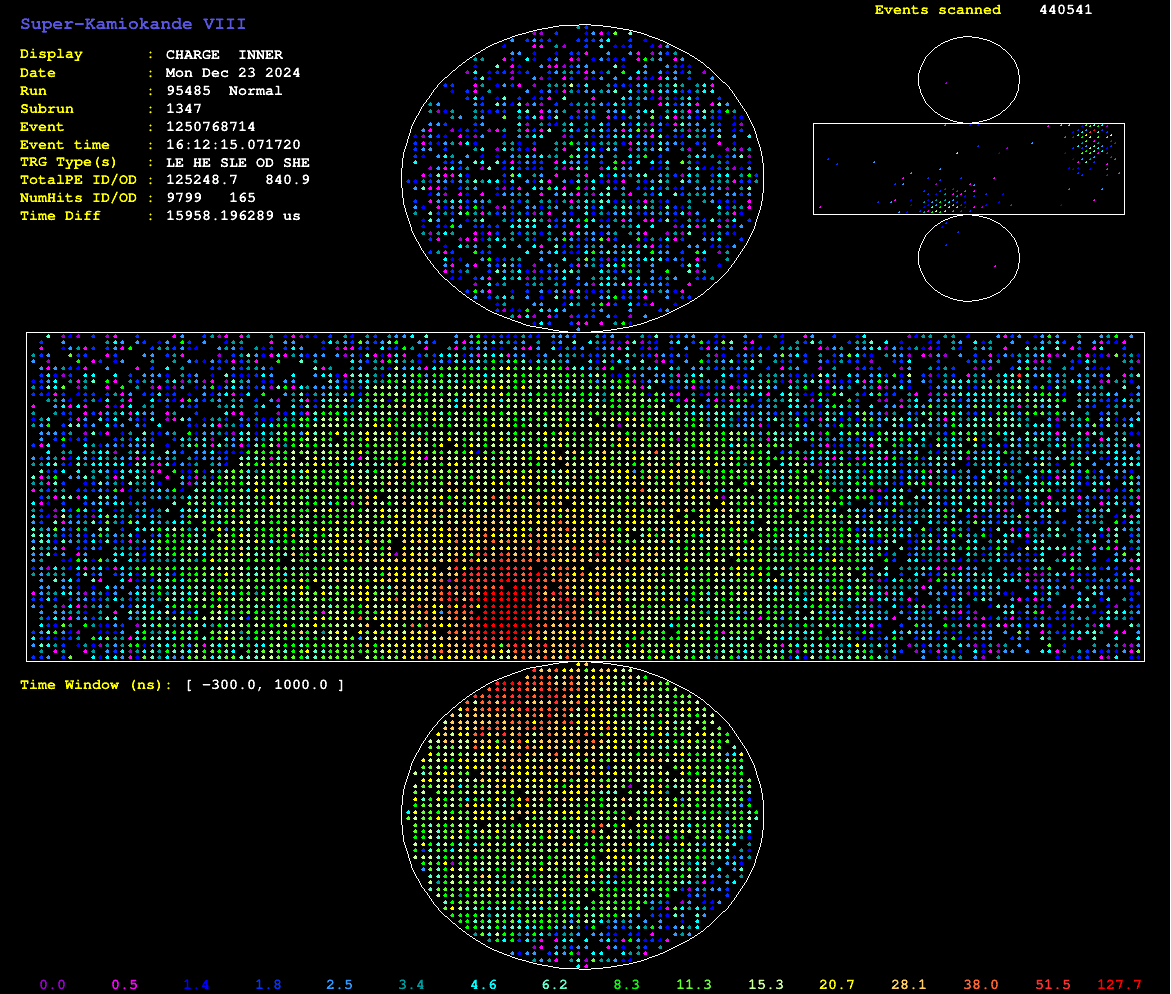 Super-Kamiokande VIII
Events scanned 440541
Display : CHARGE INNER
Date : Mon Dec 23 2024
Run : 95485 Normal
Subrun : 1347
Event : 1250768714
Event time : 16:12:15.071720
TRG Type(s) : LE HE SLE OD SHE
TotalPE ID/OD : 125248.7 840.9
NumHits ID/OD : 9799 165
Time Diff : 15958.196289 us
Time Window (ns): [ −300.0, 1000.0 ]
0.0 0.5 1.4 1.8 2.5 3.4 4.6 6.2 8.3 11.3 15.3 20.7 28.1 38.0 51.5 127.7